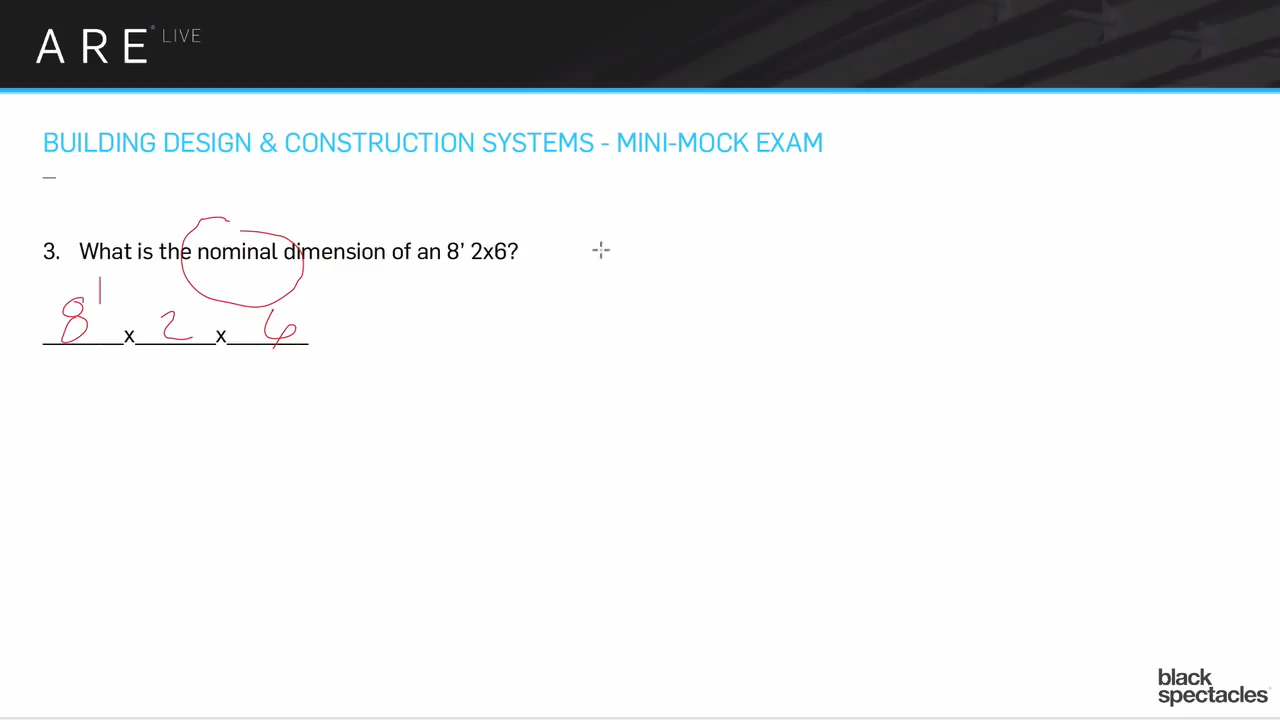 ARE LIVE
BUILDING DESIGN & CONSTRUCTION SYSTEMS - MINI-MOCK EXAM
3. What is the nominal dimension of an 8’ 2x6?
8' x 2 x 6
black
spectacles